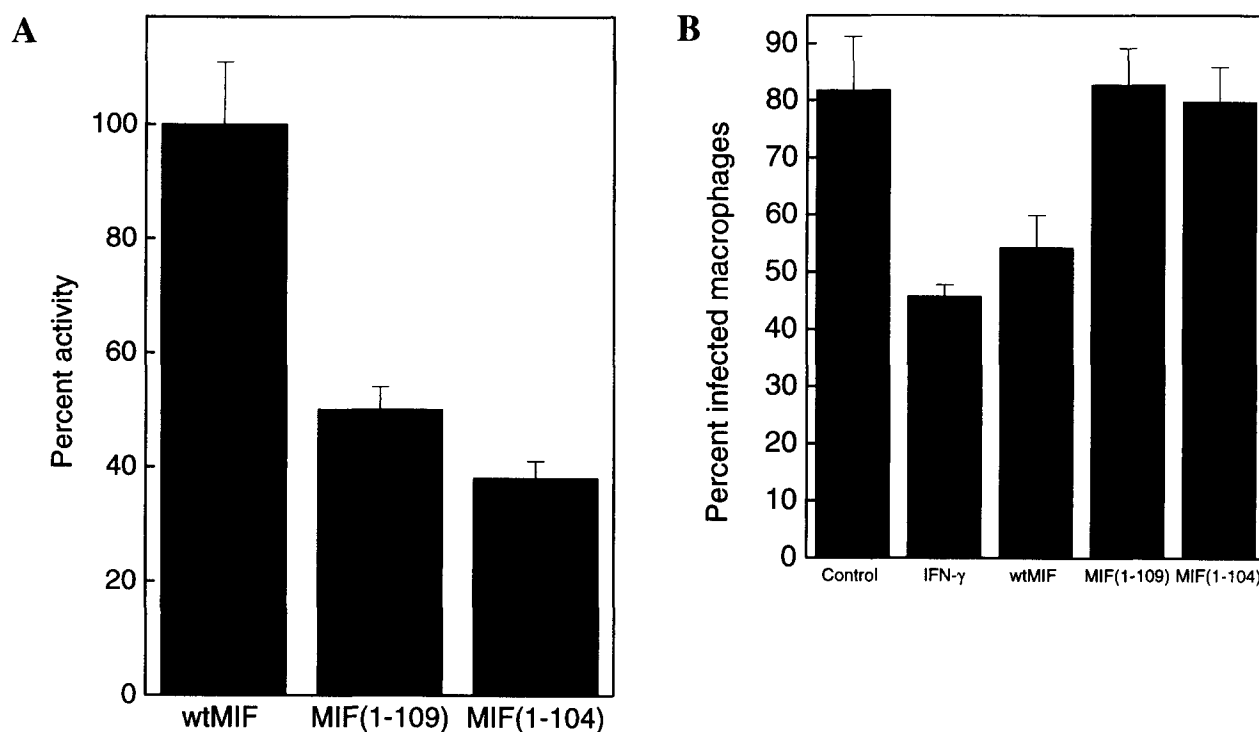 A
Percent activity
100
80
60
40
20
0
wtMIF MIF(1-109) MIF(1-104)
B
Percent infected macrophages
90
80
70
60
50
40
30
20
10
0
Control IFN-γ wtMIF MIF(1-109) MIF(1-104)